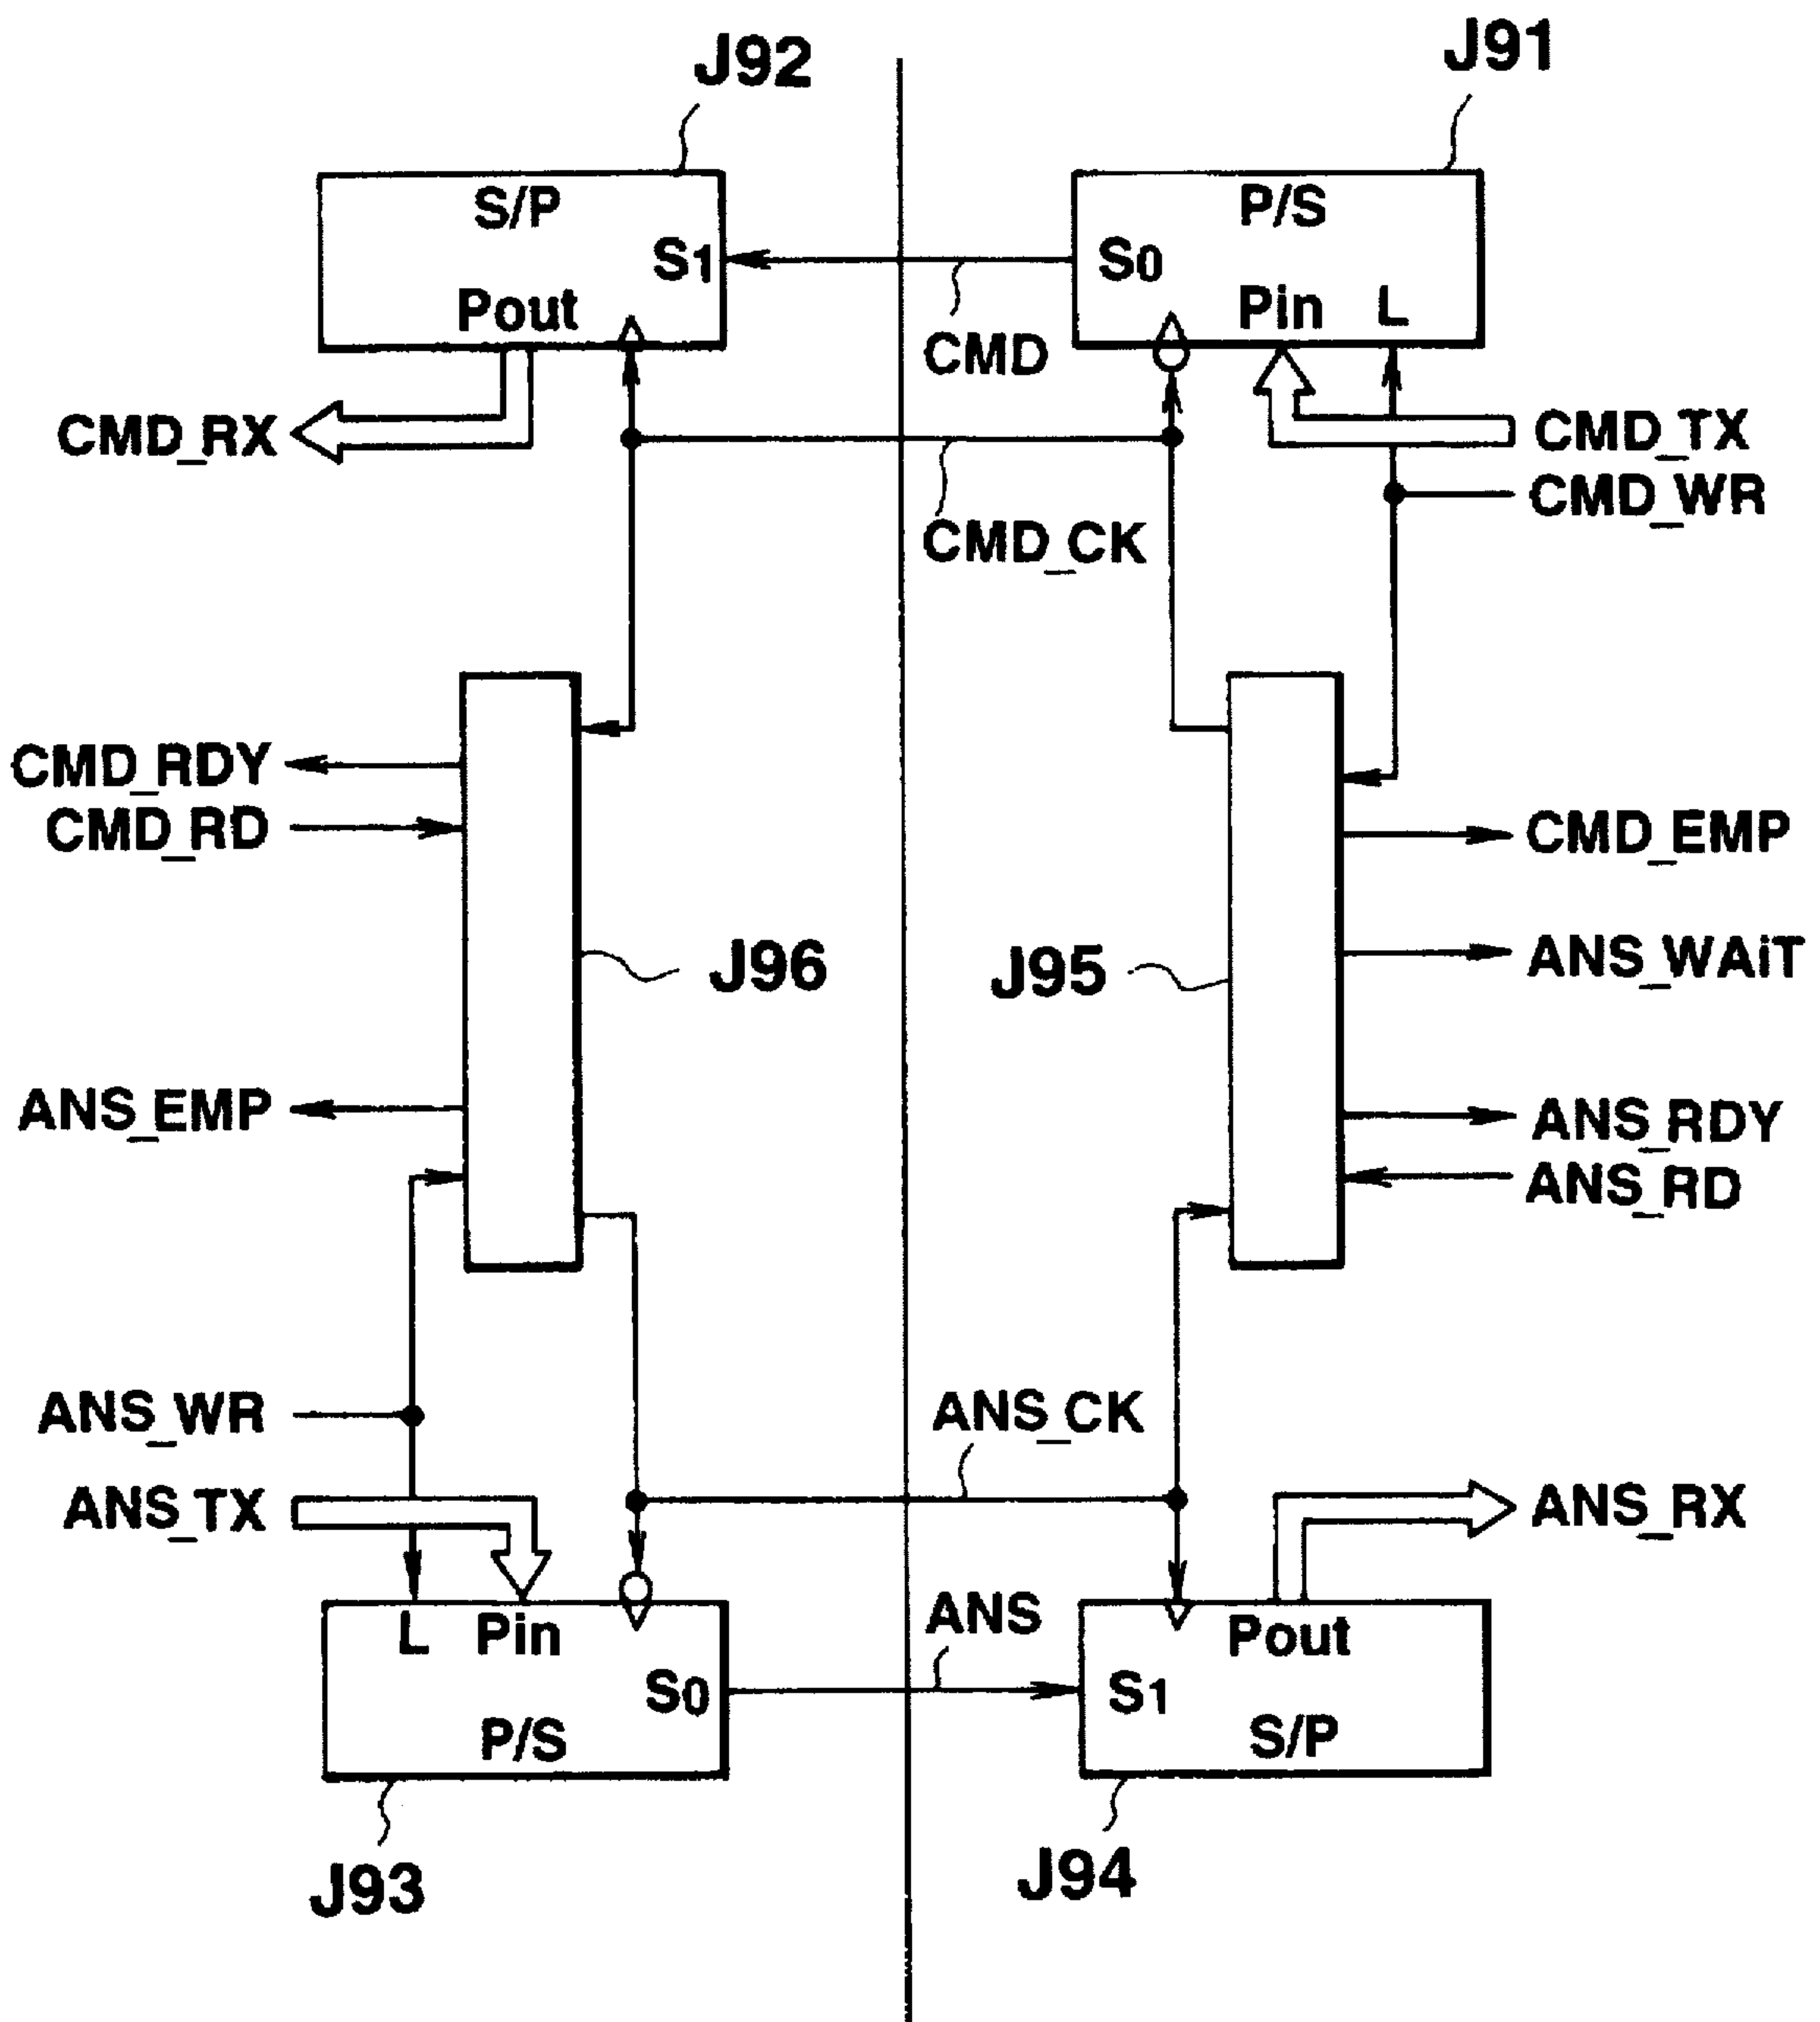 J92
J91
S/P
S1
Pout
P/S
S0
Pin
L
CMD
CMD_RX
CMD_TX
CMD_WR
CMD_CK
CMD_RDY
CMD_RD
CMD_EMP
J96
J95
ANS_WAiT
ANS_EMP
ANS_RDY
ANS_RD
ANS_WR
ANS_CK
ANS_TX
ANS_RX
ANS
L
Pin
S0
P/S
Pout
S1
S/P
J93
J94